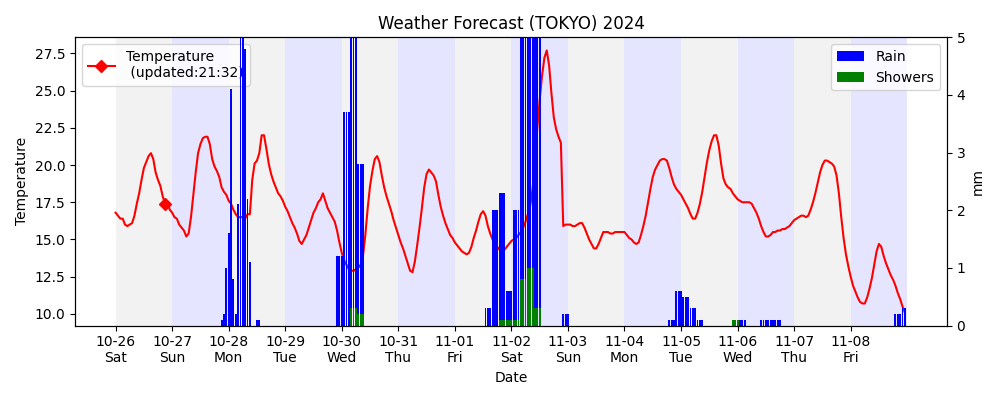 Weather Forecast (TOKYO) 2024
Temperature
(updated:21:32)
Rain
Showers
27.5
25.0
22.5
20.0
17.5
15.0
12.5
10.0
Temperature
5
4
3
2
1
0
mm
10-26 10-27 10-28 10-29 10-30 10-31 11-01 11-02 11-03 11-04 11-05 11-06 11-07 11-08
Sat Sun Mon Tue Wed Thu Fri Sat Sun Mon Tue Wed Thu Fri
Date